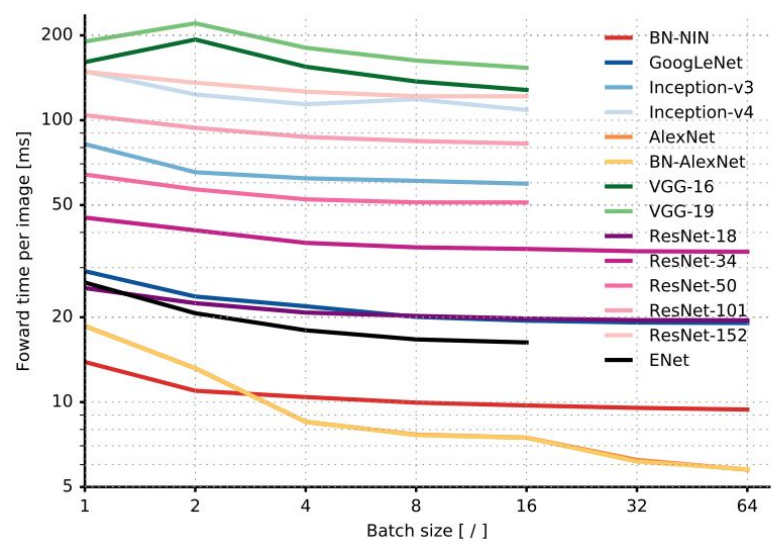 200
100
50
20
10
5
Foward time per image [ms]
1 2 4 8 16 32 64
Batch size [ / ]
BN-NIN
GoogLeNet
Inception-v3
Inception-v4
AlexNet
BN-AlexNet
VGG-16
VGG-19
ResNet-18
ResNet-34
ResNet-50
ResNet-101
ResNet-152
ENet